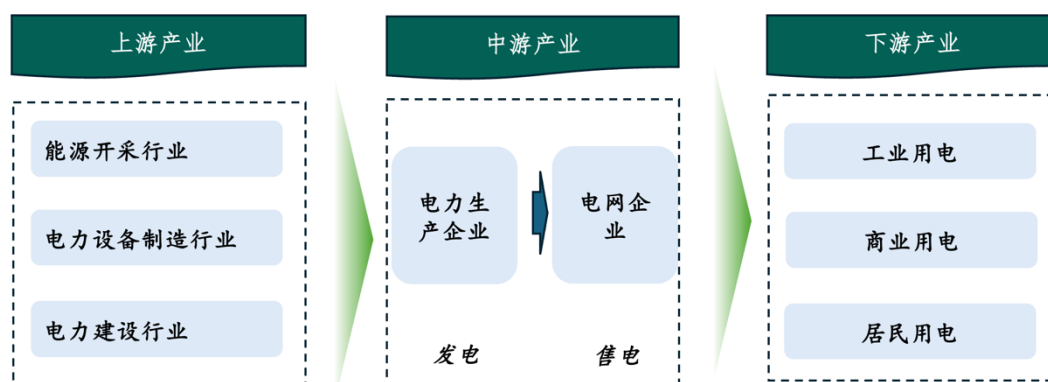 上游产业
能源开采行业
电力设备制造行业
电力建设行业
中游产业
电力生
产企业
电网企
业
发电
售电
下游产业
工业用电
商业用电
居民用电